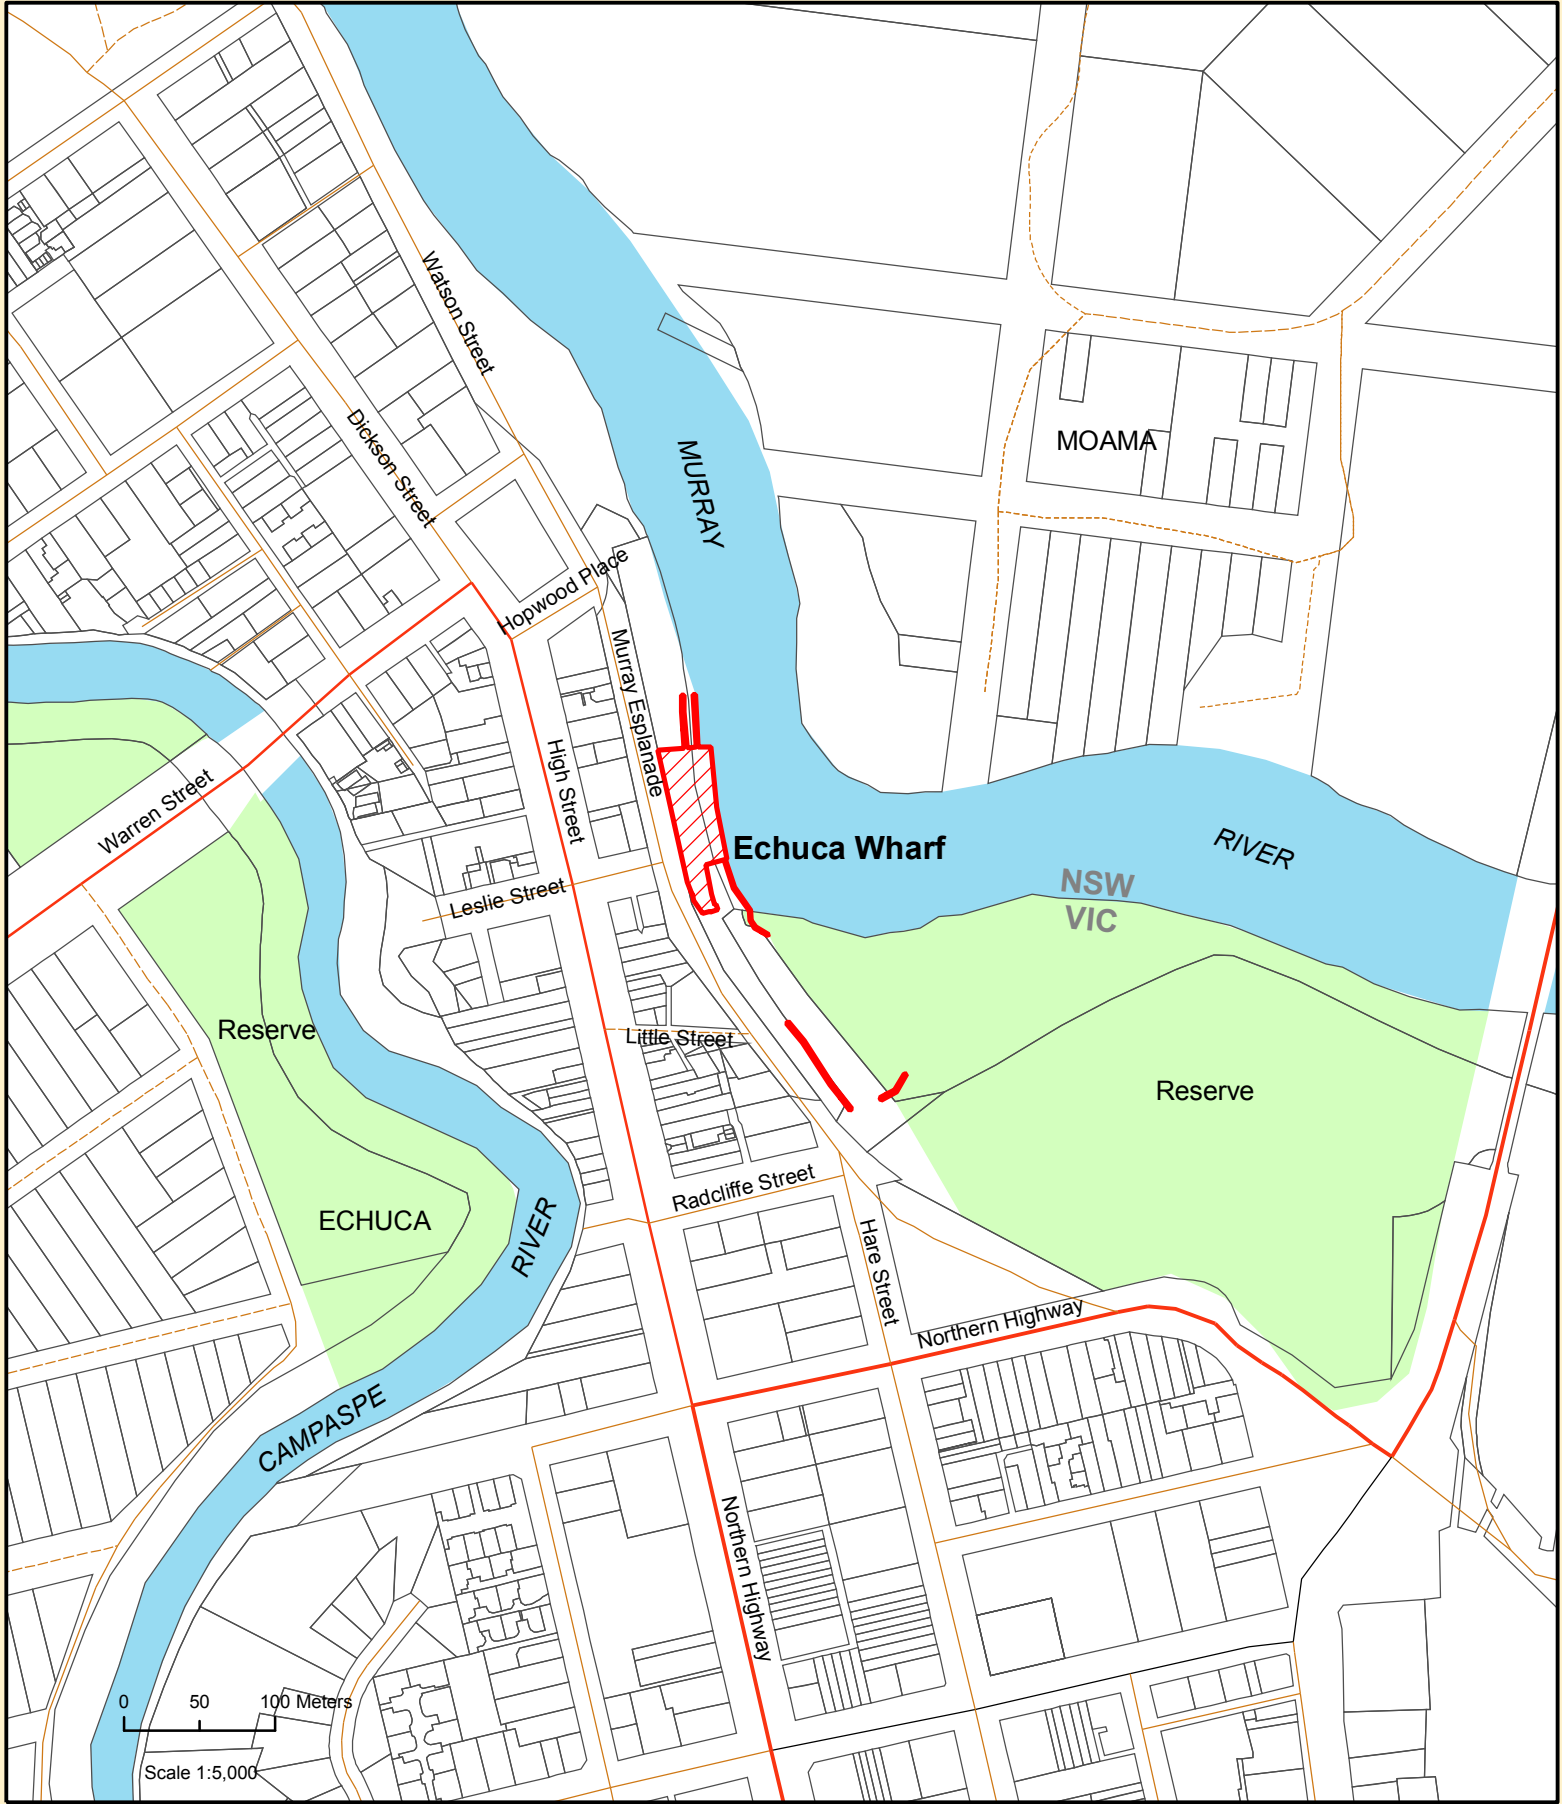 Watson Street
Dickson Street
MURRAY
MOAMA
Hopwood Place
Murray Esplanade
High Street
Warren Street
Echuca Wharf
RIVER
NSW
VIC
Leslie Street
Reserve
Little Street
Reserve
Radcliffe Street
ECHUCA
RIVER
Hare Street
Northern Highway
CAMPASPE
Northern Highway
0 50 100 Meters
Scale 1:5,000